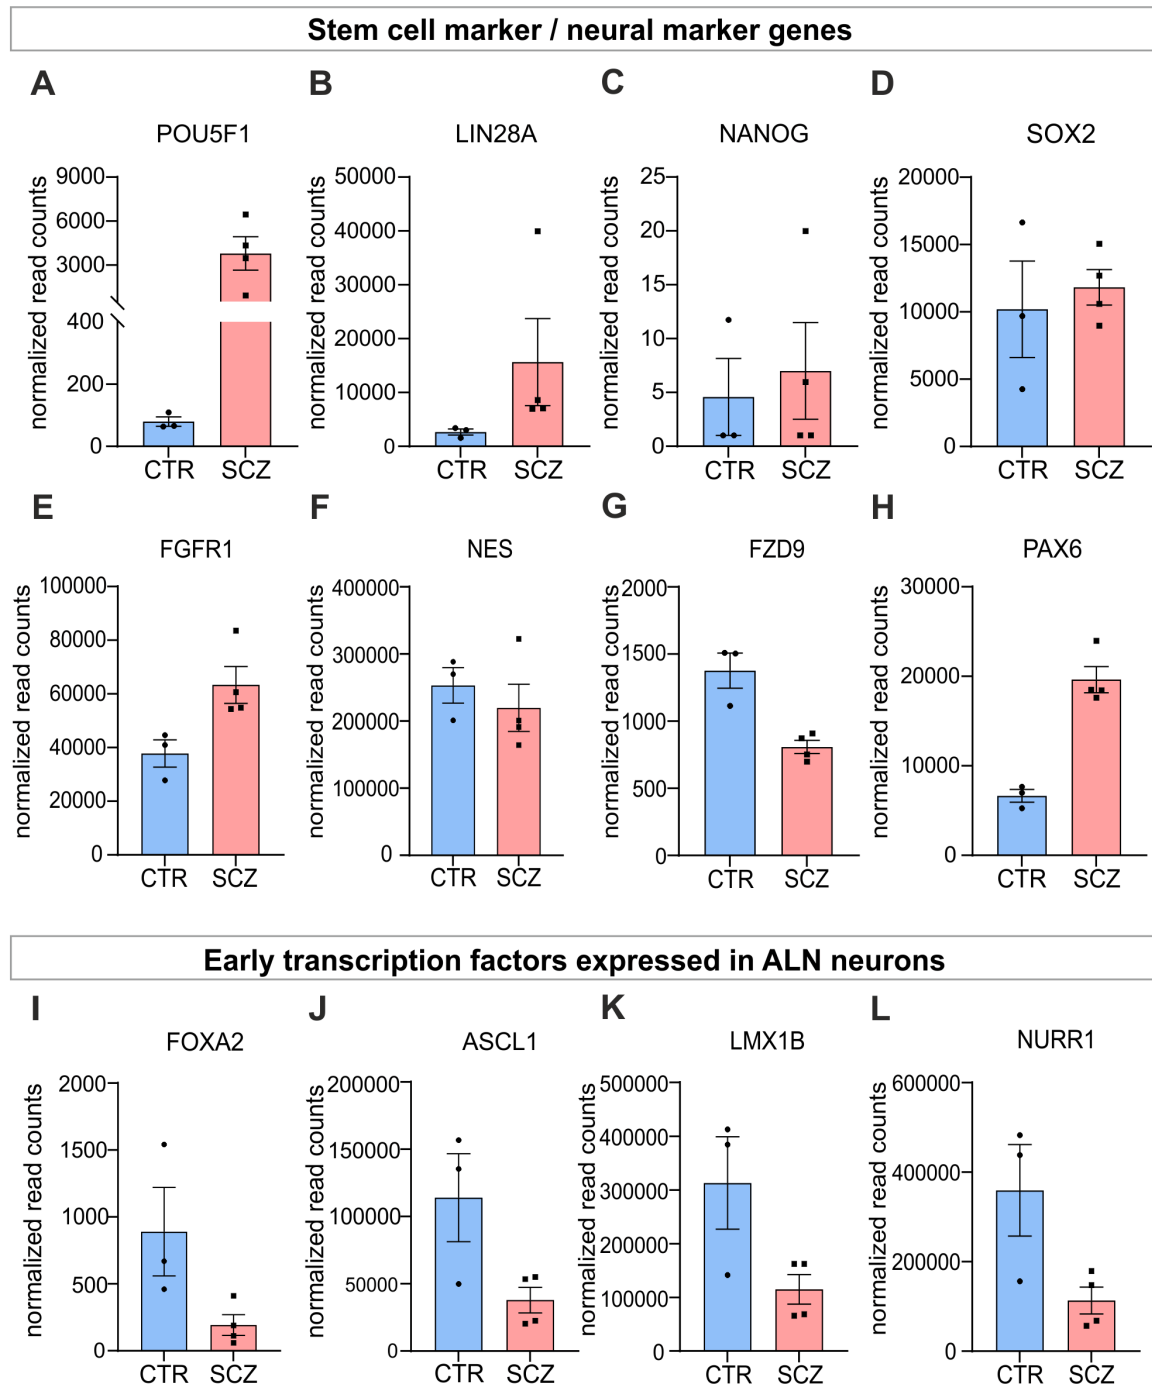 Stem cell marker / neural marker genes
A
B
C
D
POU5F1
LIN28A
NANOG
SOX2
normalized read counts
9000
6000
3000
400
200
0
CTR
SCZ
normalized read counts
50000
40000
30000
20000
10000
0
CTR
SCZ
normalized read counts
25
20
15
10
5
0
CTR
SCZ
normalized read counts
20000
15000
10000
5000
0
CTR
SCZ
E
F
G
H
FGFR1
NES
FZD9
PAX6
normalized read counts
100000
80000
60000
40000
20000
0
CTR
SCZ
normalized read counts
400000
300000
200000
100000
0
CTR
SCZ
normalized read counts
2000
1500
1000
500
0
CTR
SCZ
normalized read counts
30000
20000
10000
0
CTR
SCZ
Early transcription factors expressed in ALN neurons
I
J
K
L
FOXA2
ASCL1
LMX1B
NURR1
normalized read counts
2000
1500
1000
500
0
CTR
SCZ
normalized read counts
200000
150000
100000
50000
0
CTR
SCZ
normalized read counts
500000
400000
300000
200000
100000
0
CTR
SCZ
normalized read counts
600000
400000
200000
0
CTR
SCZ